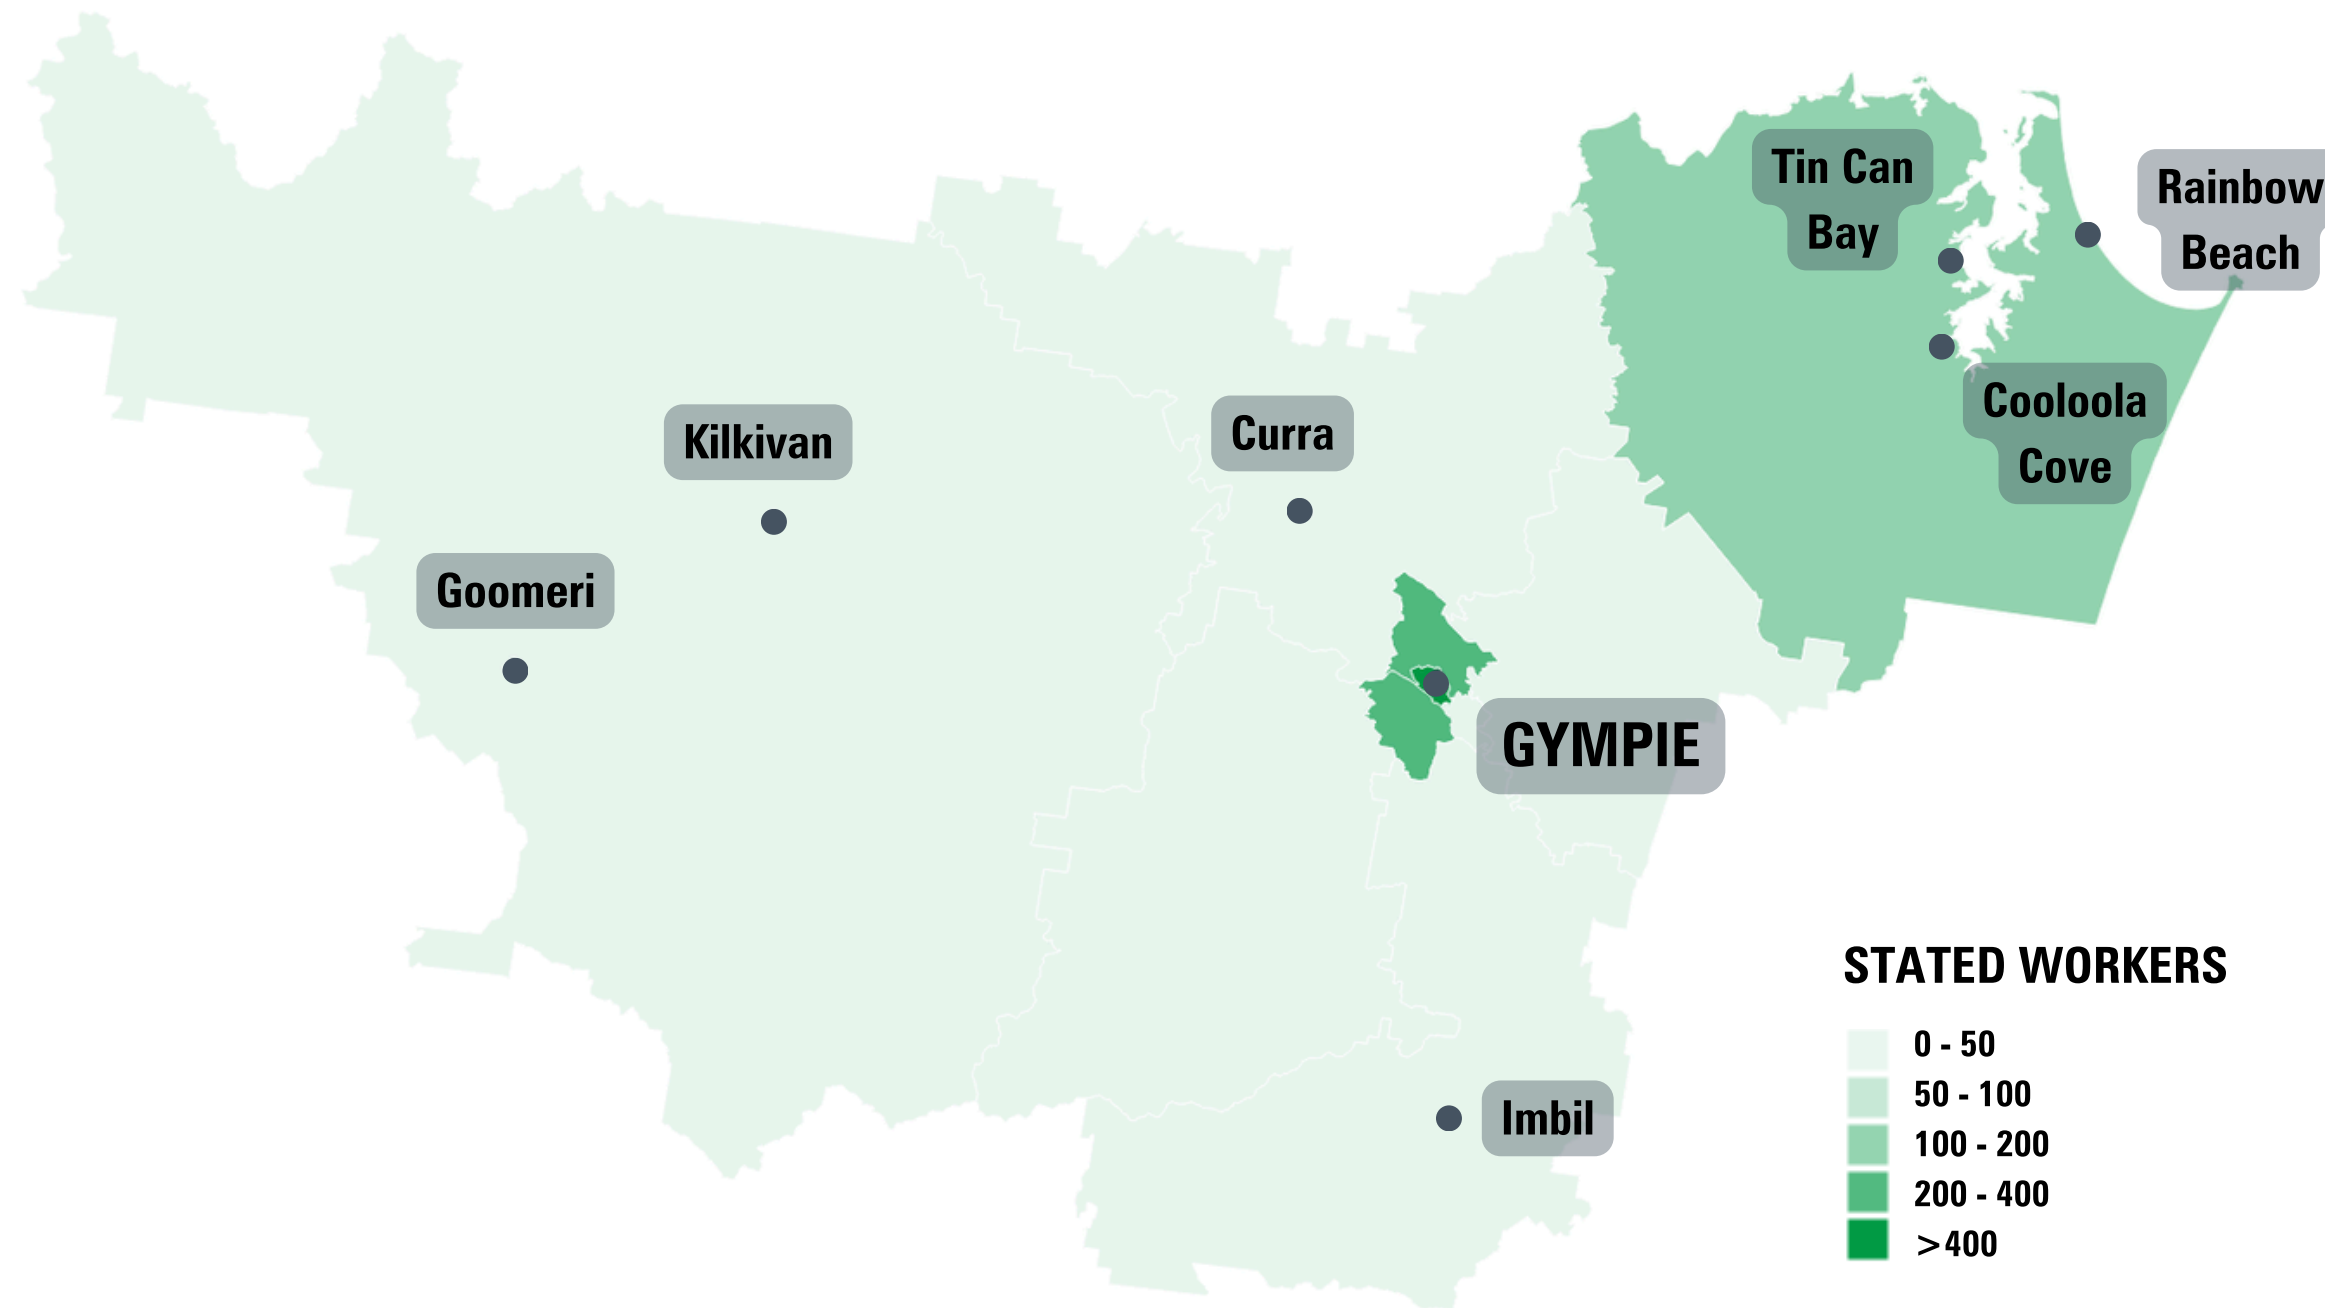 Tin Can
Bay
Rainbow
Beach
Cooloola
Cove
Kilkivan
Curra
Goomeri
GYMPIE
Imbil
STATED WORKERS
0 - 50
50 - 100
100 - 200
200 - 400
>400